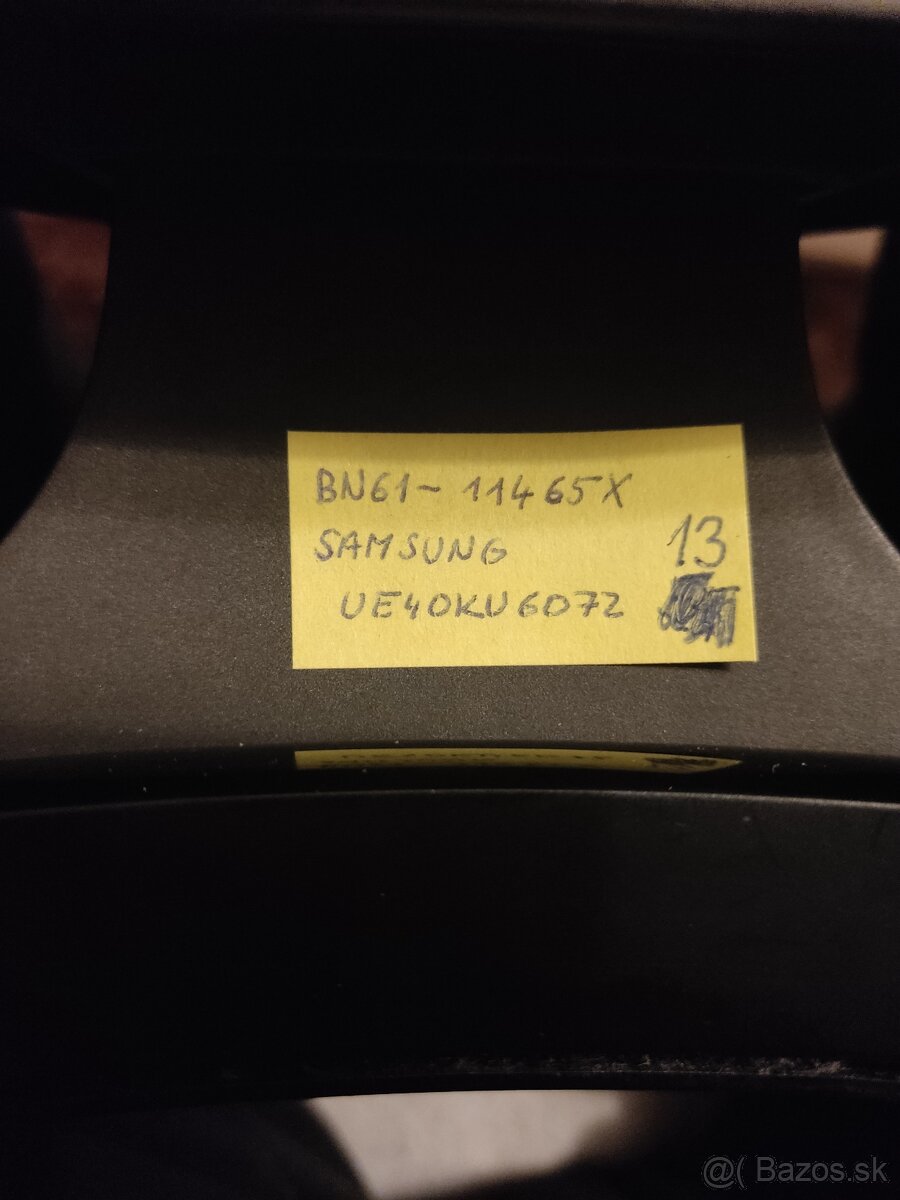 BN61-11465X
SAMSUNG
13
UE40KU6072
@( Bazos.sk